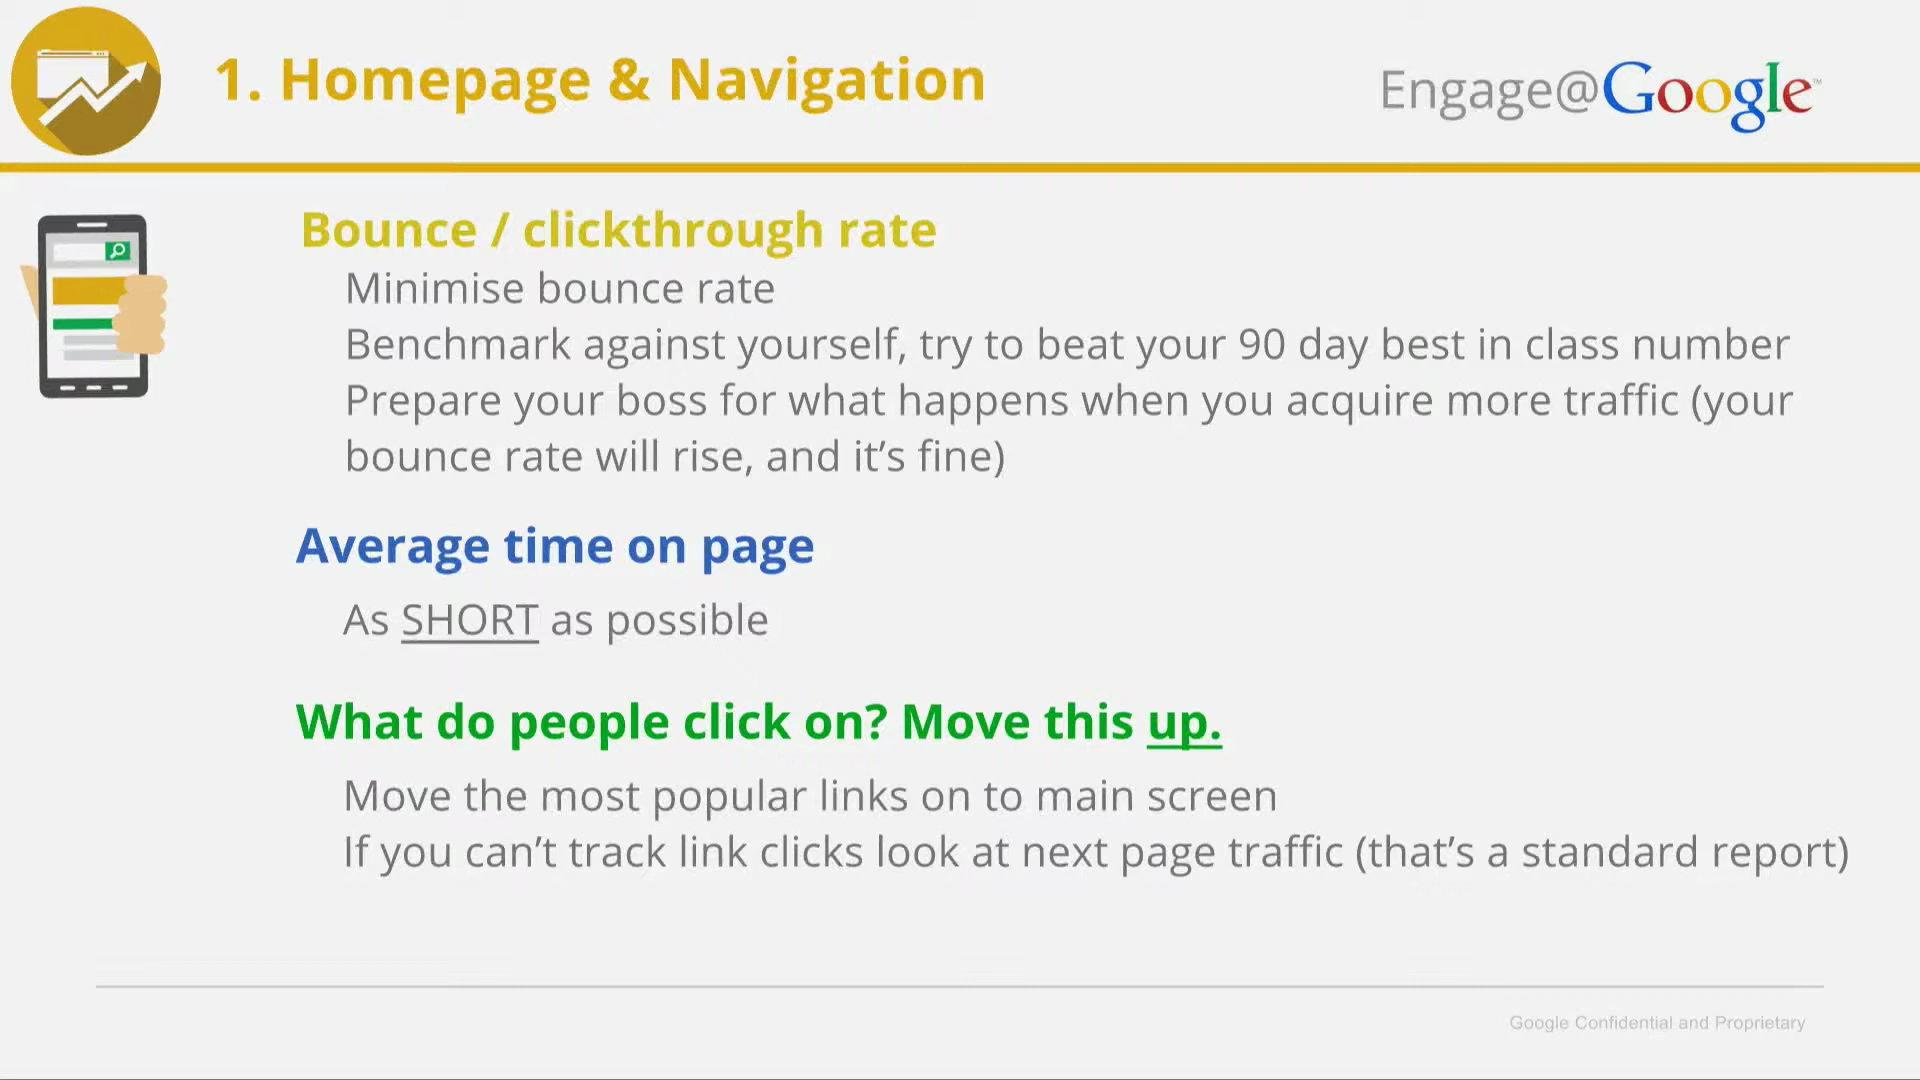 1. Homepage & Navigation
Engage@Google™
Bounce / clickthrough rate
Minimise bounce rate
Benchmark against yourself, try to beat your 90 day best in class number
Prepare your boss for what happens when you acquire more traffic (your
bounce rate will rise, and it’s fine)
Average time on page
As SHORT as possible
What do people click on? Move this up.
Move the most popular links on to main screen
If you can’t track link clicks look at next page traffic (that’s a standard report)
Google Confidential and Proprietary